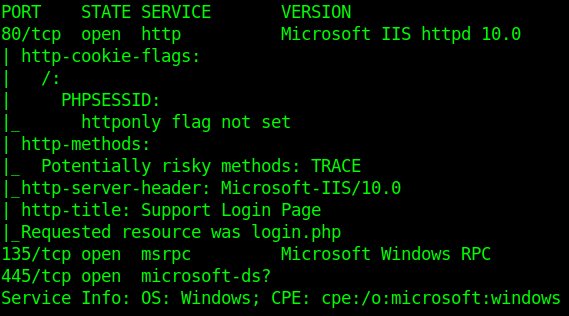 PORT    STATE SERVICE       VERSION
80/tcp  open  http          Microsoft IIS httpd 10.0
| http-cookie-flags:
|   /:
|     PHPSESSID:
|_      httponly flag not set
| http-methods:
|_  Potentially risky methods: TRACE
|_http-server-header: Microsoft-IIS/10.0
| http-title: Support Login Page
|_Requested resource was login.php
135/tcp open  msrpc         Microsoft Windows RPC
445/tcp open  microsoft-ds?
Service Info: OS: Windows; CPE: cpe:/o:microsoft:windows